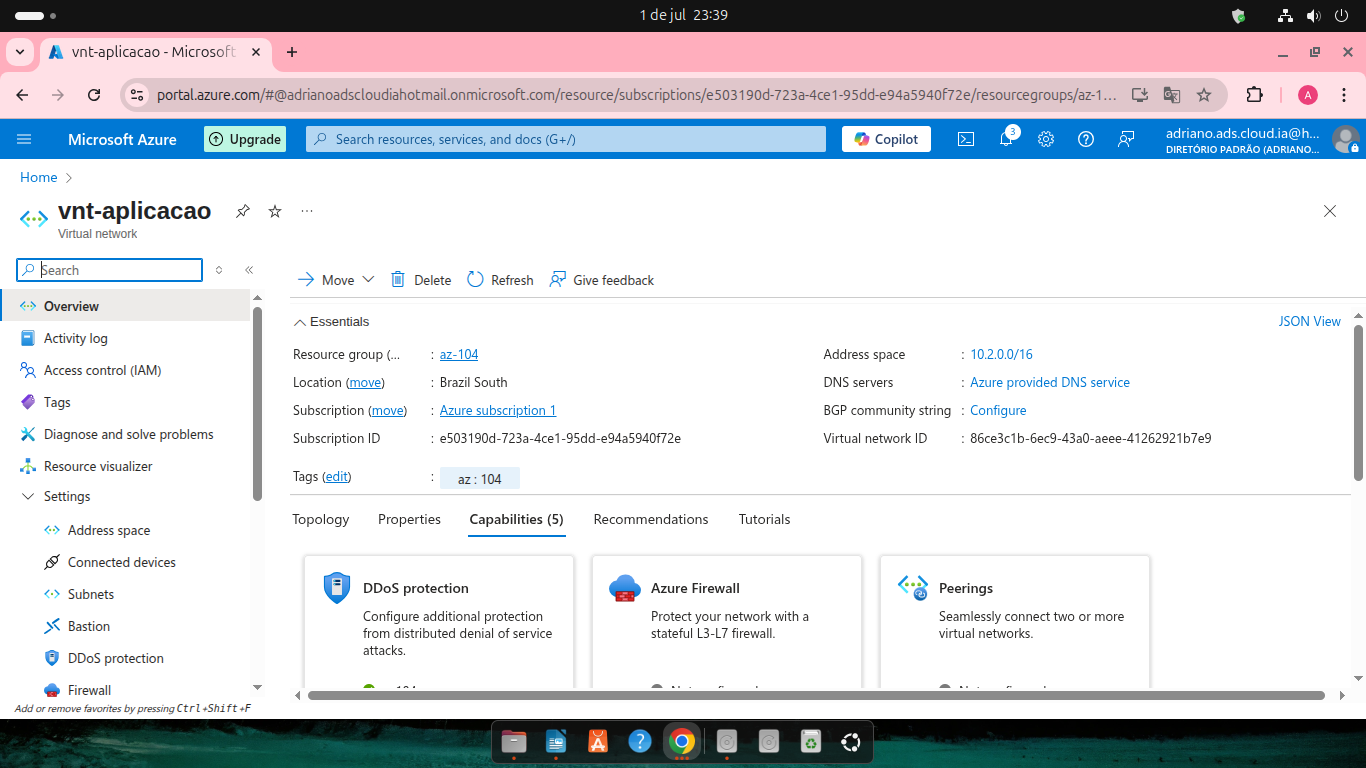 1 de jul 23:39
vnt-aplicacao - Microsoft
portal.azure.com/#@adrianoadscloudiahotmail.onmicrosoft.com/resource/subscriptions/e503190d-723a-4ce1-95dd-e94a5940f72e/resourcegroups/az-1...
A
Microsoft Azure
Upgrade
Search resources, services, and docs (G+/)
Copilot
3
adriano.ads.cloud.ia@h...
DIRETÓRIO PADRÃO (ADRIANO...
Home
vnt-aplicacao
Virtual network
Search
Move
Delete
Refresh
Give feedback
Overview
Activity log
Access control (IAM)
Tags
Diagnose and solve problems
Resource visualizer
Settings
Address space
Connected devices
Subnets
Bastion
DDoS protection
Firewall
Add or remove favorites by pressing Ctrl+Shift+F
Essentials
JSON View
Resource group (... : az-104
Location (move) : Brazil South
Subscription (move) : Azure subscription 1
Subscription ID : e503190d-723a-4ce1-95dd-e94a5940f72e
Address space : 10.2.0.0/16
DNS servers : Azure provided DNS service
BGP community string : Configure
Virtual network ID : 86ce3c1b-6ec9-43a0-aeee-41262921b7e9
Tags (edit) : az : 104
Topology
Properties
Capabilities (5)
Recommendations
Tutorials
DDoS protection
Configure additional protection
from distributed denial of service
attacks.
Azure Firewall
Protect your network with a
stateful L3-L7 firewall.
Peerings
Seamlessly connect two or more
virtual networks.